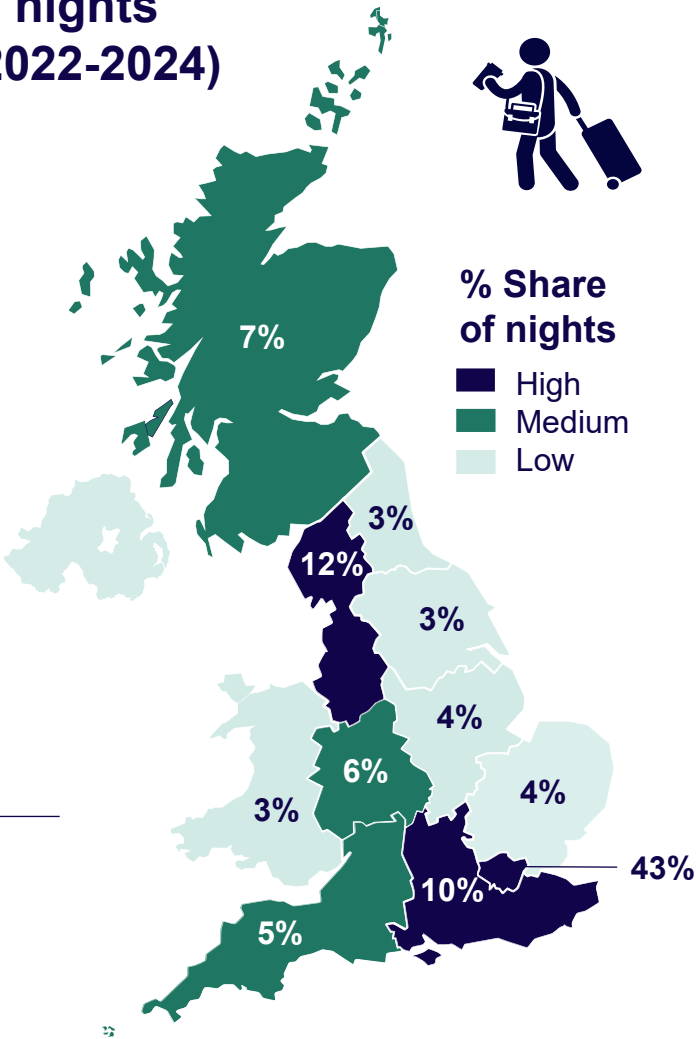 nights
2022-2024)
% Share
of nights
High
Medium
Low
7%
3%
12%
3%
4%
6%
4%
3%
43%
10%
5%